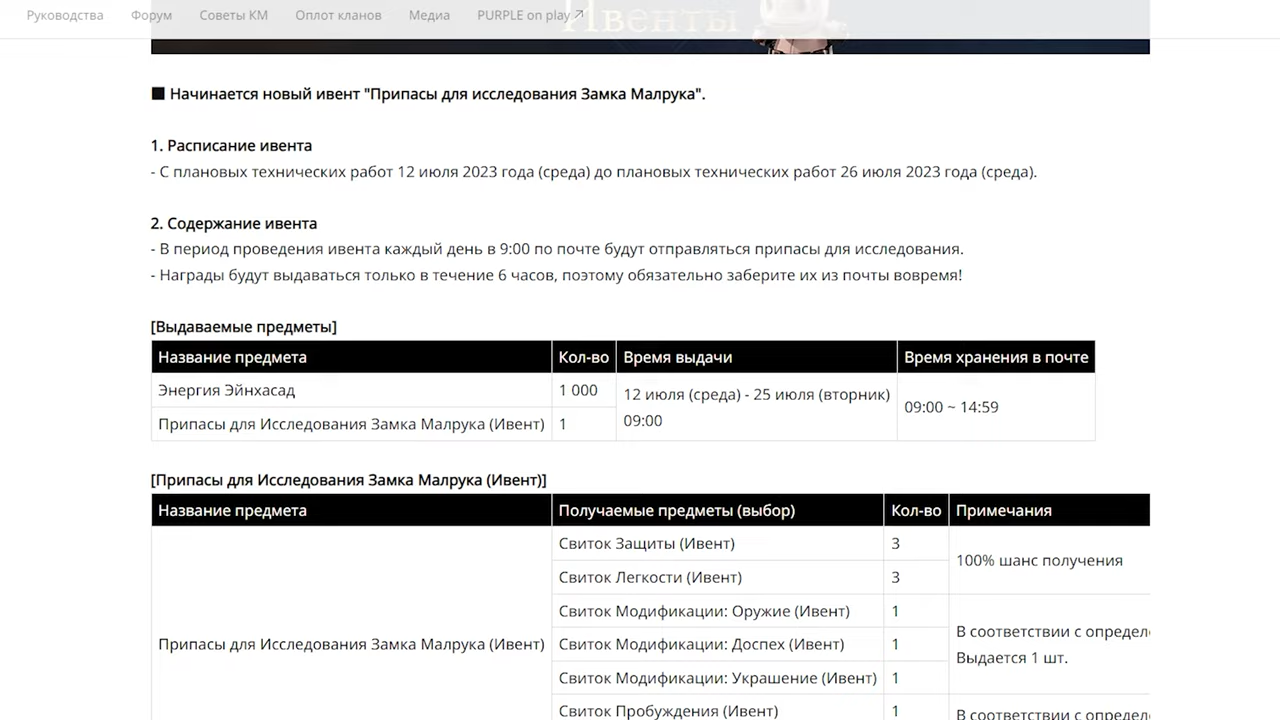 Руководства Форум Советы КМ Оплот кланов Медиа PURPLE on play
Ивенты
Начинается новый ивент "Припасы для исследования Замка Малрука".
1. Расписание ивента
- С плановых технических работ 12 июля 2023 года (среда) до плановых технических работ 26 июля 2023 года (среда).
2. Содержание ивента
- В период проведения ивента каждый день в 9:00 по почте будут отправляться припасы для исследования.
- Награды будут выдаваться только в течение 6 часов, поэтому обязательно заберите их из почты вовремя!
[Выдаваемые предметы]
Название предмета Кол-во Время выдачи Время хранения в почте
Энергия Эйнхасад 1 000 12 июля (среда) - 25 июля (вторник)
09:00 09:00 ~ 14:59
Припасы для Исследования Замка Малрука (Ивент) 1
[Припасы для Исследования Замка Малрука (Ивент)]
Название предмета Получаемые предметы (выбор) Кол-во Примечания
Свиток Защиты (Ивент) 3
100% шанс получения
Свиток Легкости (Ивент) 3
Свиток Модификации: Оружие (Ивент) 1
В соответствии с определ
Припасы для Исследования Замка Малрука (Ивент) Свиток Модификации: Доспех (Ивент) 1
Выдается 1 шт.
Свиток Модификации: Украшение (Ивент) 1
Свиток Пробуждения (Ивент) 1 В соответствии с определ